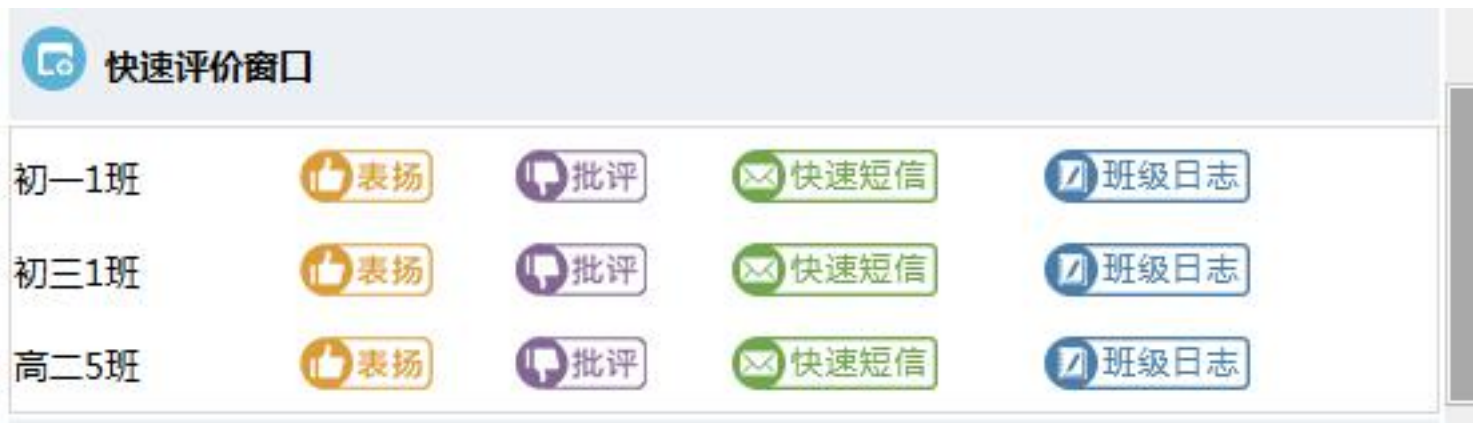 快速评价窗口
初一1班 表扬 批评 快速短信 班级日志
初三1班 表扬 批评 快速短信 班级日志
高二5班 表扬 批评 快速短信 班级日志